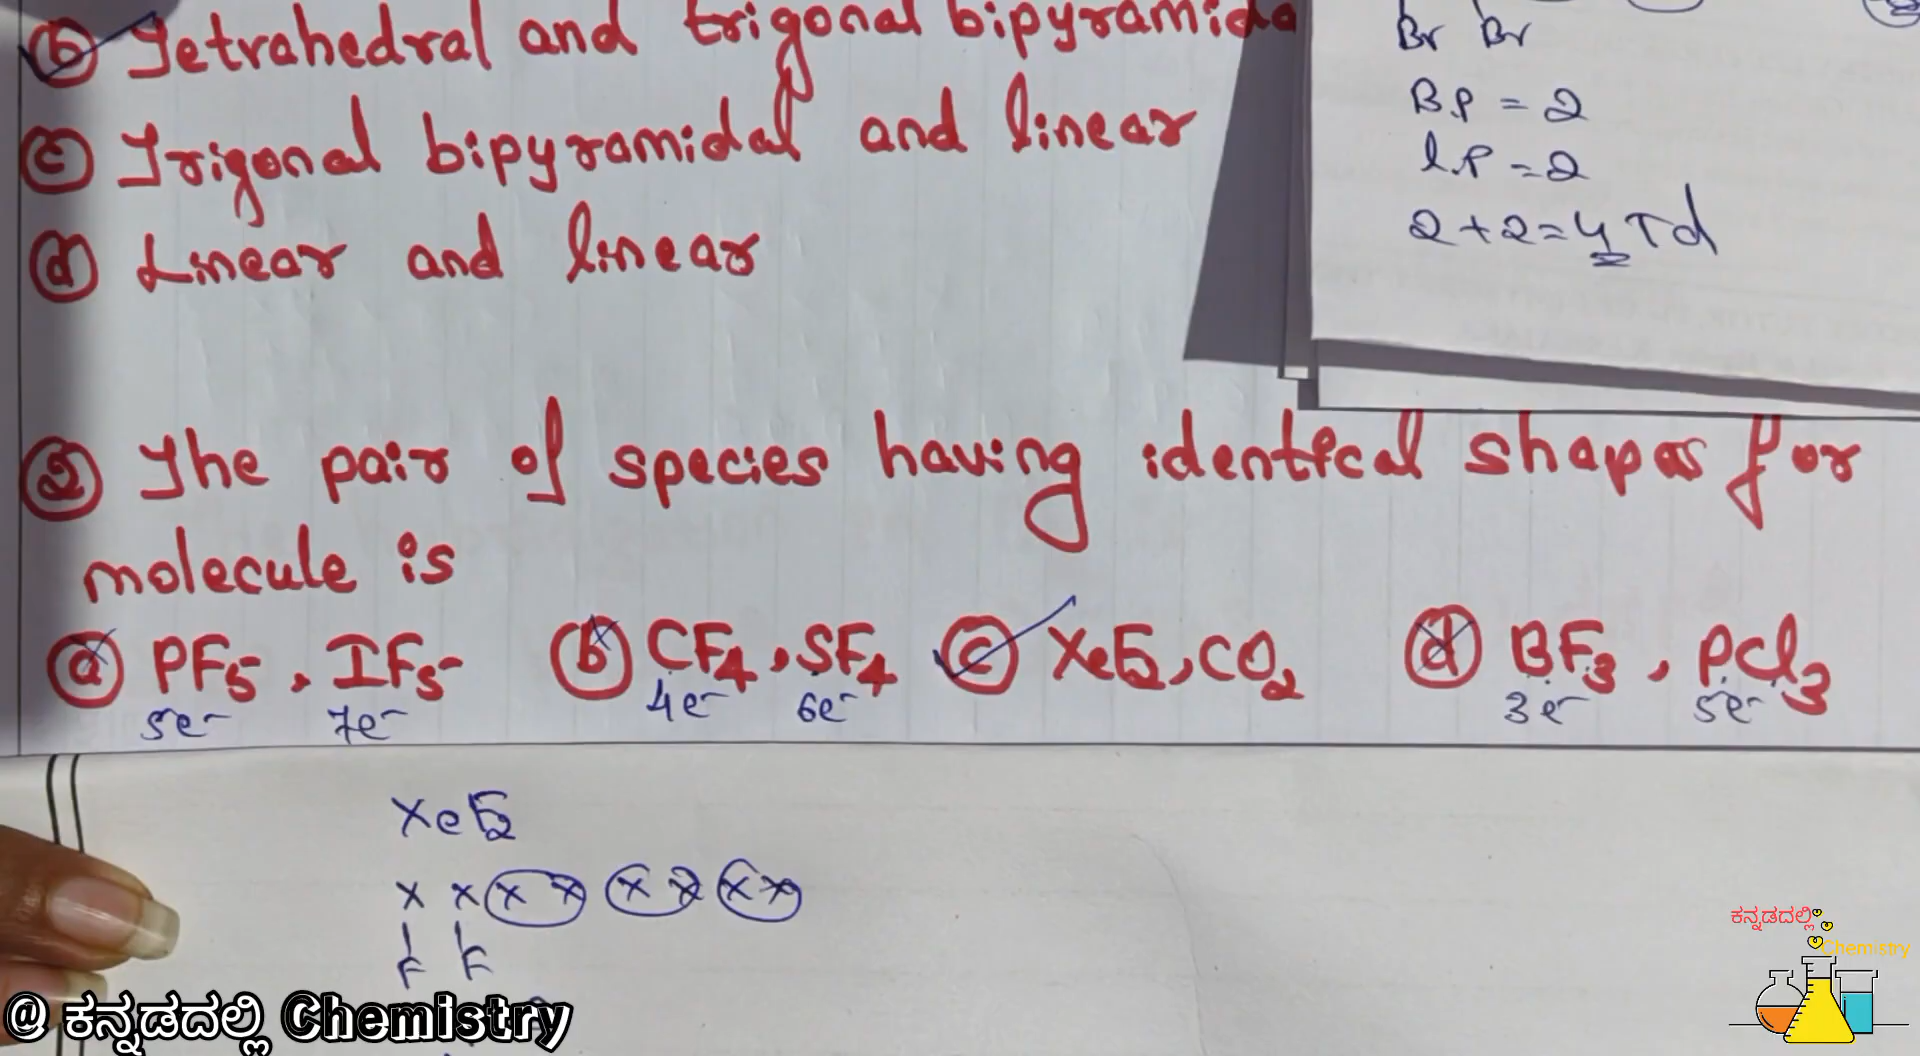 ⓑ Tetrahedral and trigonal bipyramida
ⓒ Trigonal bipyramidal and linear
ⓓ Linear and linear
Br Br
B.P = 2
l.P = 2
2+2=4 Td
② The pair of species having identical shapes for
molecule is
ⓐ PF₅, IF₅ ⓑ CF₄, SF₄ ⓒ XeF₂, CO₂ ⓓ BF₃, PCl₃
5e⁻ 7e⁻ 4e⁻ 6e⁻ 3e⁻ 5e⁻
XeF₂
x x x x x x x x
F F
ಕನ್ನಡದಲ್ಲಿ
Chemistry
@ ಕನ್ನಡದಲ್ಲಿ Chemistry